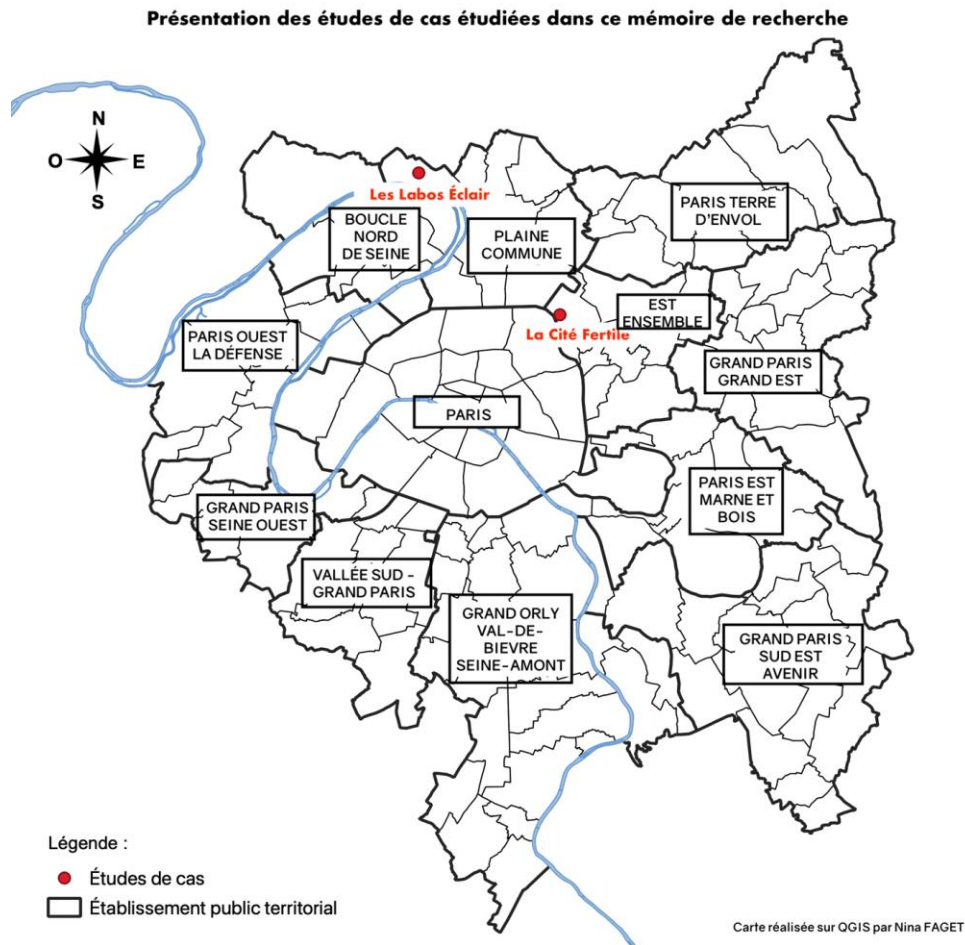 Présentation des études de cas étudiées dans ce mémoire de recherche
N
O
E
S
Les Labos Éclair
BOUCLE
NORD
DE SEINE
PLAINE
COMMUNE
PARIS TERRE
D'ENVOL
EST
ENSEMBLE
La Cité Fertile
PARIS OUEST
LA DÉFENSE
GRAND PARIS
GRAND EST
PARIS
PARIS EST
MARNE ET
BOIS
GRAND PARIS
SEINE OUEST
VALLÉE SUD -
GRAND PARIS
GRAND ORLY
VAL-DE-
BIEVRE
SEINE-AMONT
GRAND PARIS
SUD EST
AVENIR
Légende :
Études de cas
Établissement public territorial
Carte réalisée sur QGIS par Nina FAGET